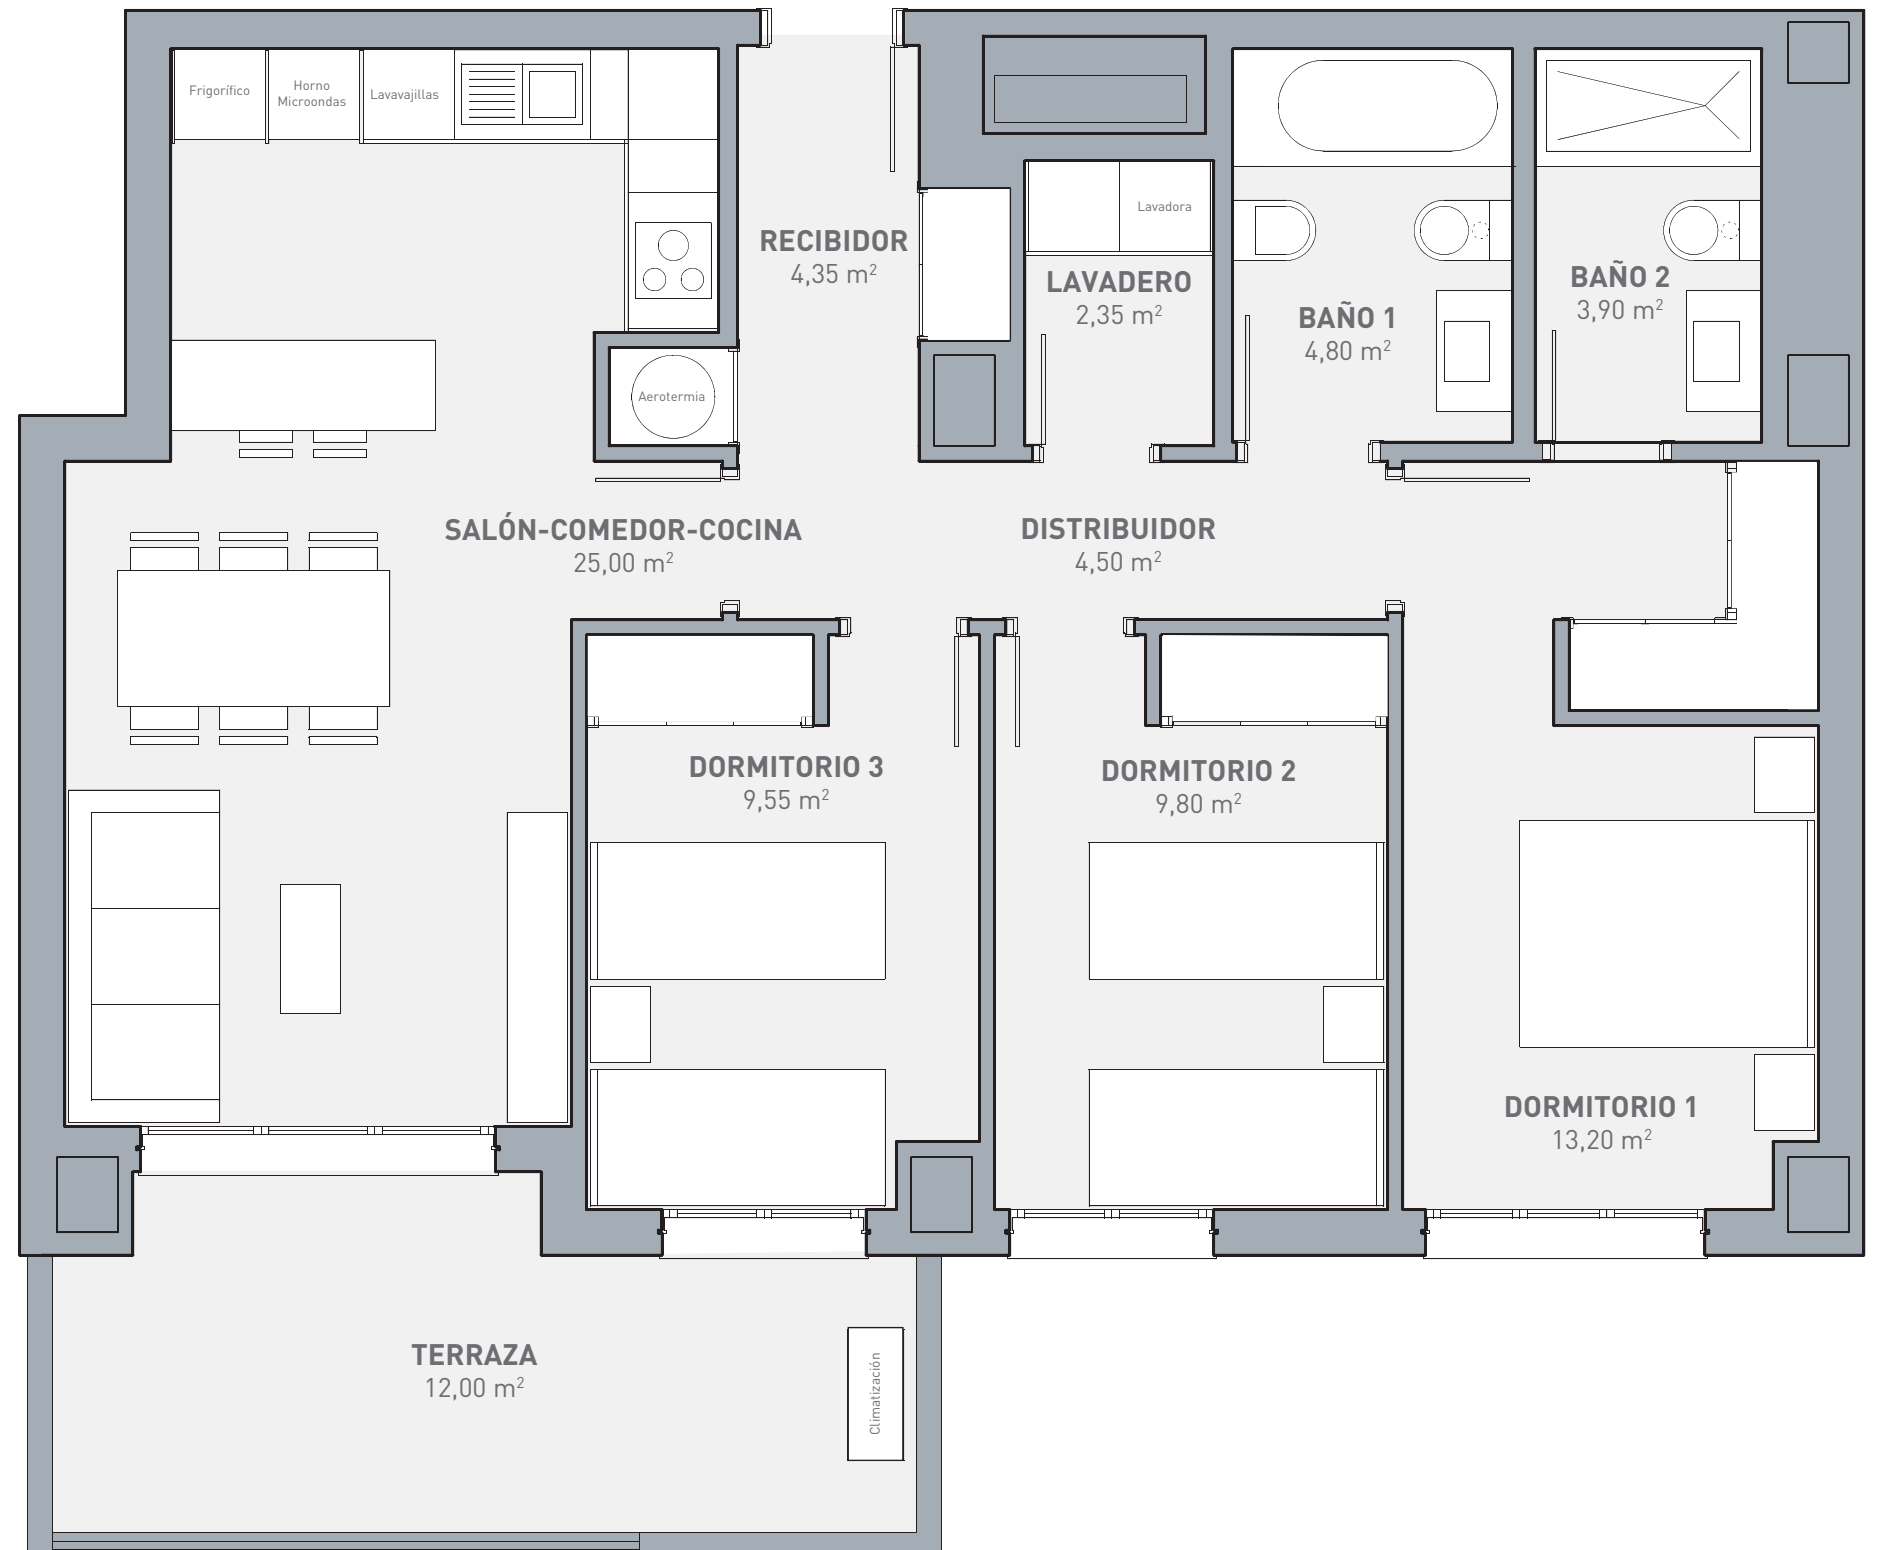 Frigorífico
Horno
Microondas
Lavavajillas
RECIBIDOR
4,35 m²
Lavadora
LAVADERO
2,35 m²
BAÑO 1
4,80 m²
BAÑO 2
3,90 m²
Aerotermia
SALÓN-COMEDOR-COCINA
25,00 m²
DISTRIBUIDOR
4,50 m²
DORMITORIO 3
9,55 m²
DORMITORIO 2
9,80 m²
DORMITORIO 1
13,20 m²
TERRAZA
12,00 m²
Climatización